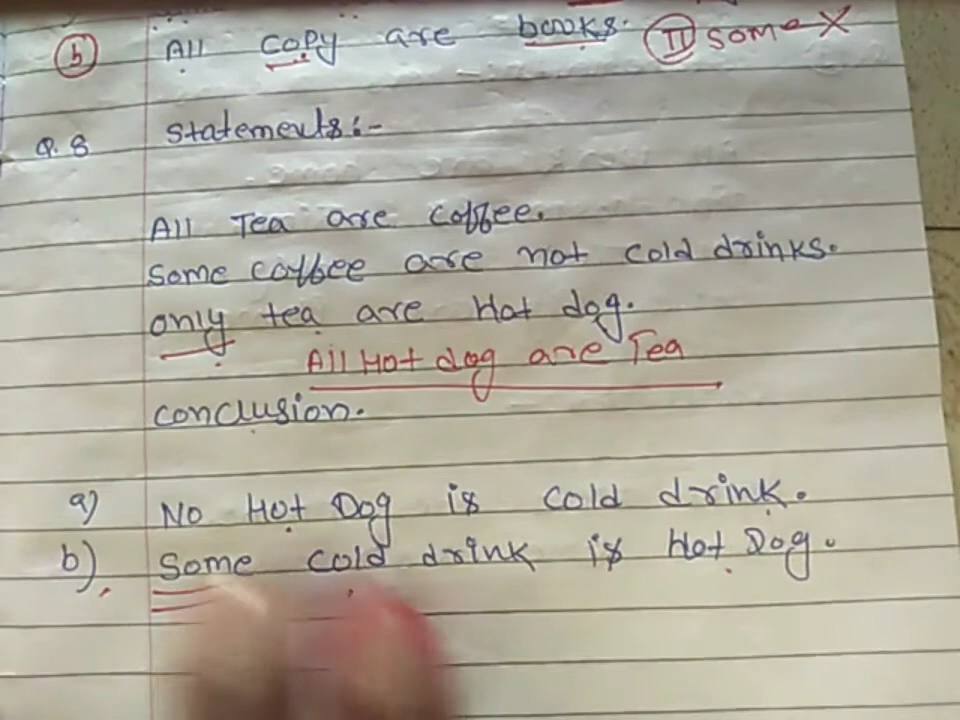 (b) All copy are books. (II) some X
Q.8 Statements:-
All Tea are coffee.
Some coffee are not cold drinks.
only tea are Hot dog.
All Hot dog are Tea
conclusion.
a) No Hot Dog is cold drink.
b) Some cold drink is Hot Dog.